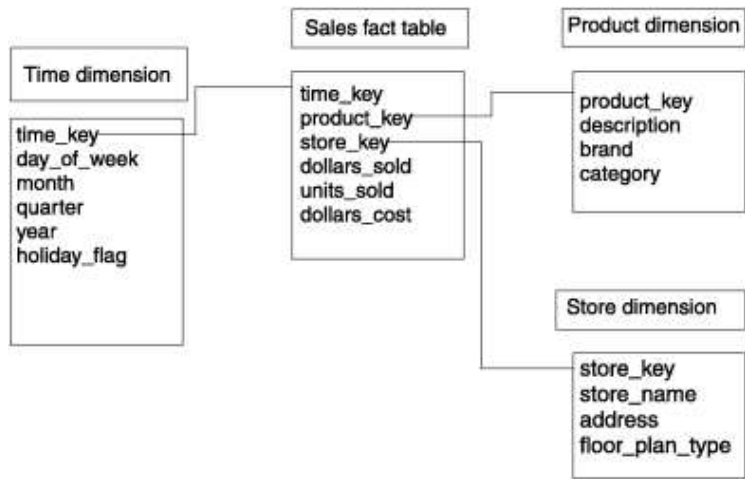 Time dimension
time_key
day_of_week
month
quarter
year
holiday_flag
Sales fact table
time_key
product_key
store_key
dollars_sold
units_sold
dollars_cost
Product dimension
product_key
description
brand
category
Store dimension
store_key
store_name
address
floor_plan_type